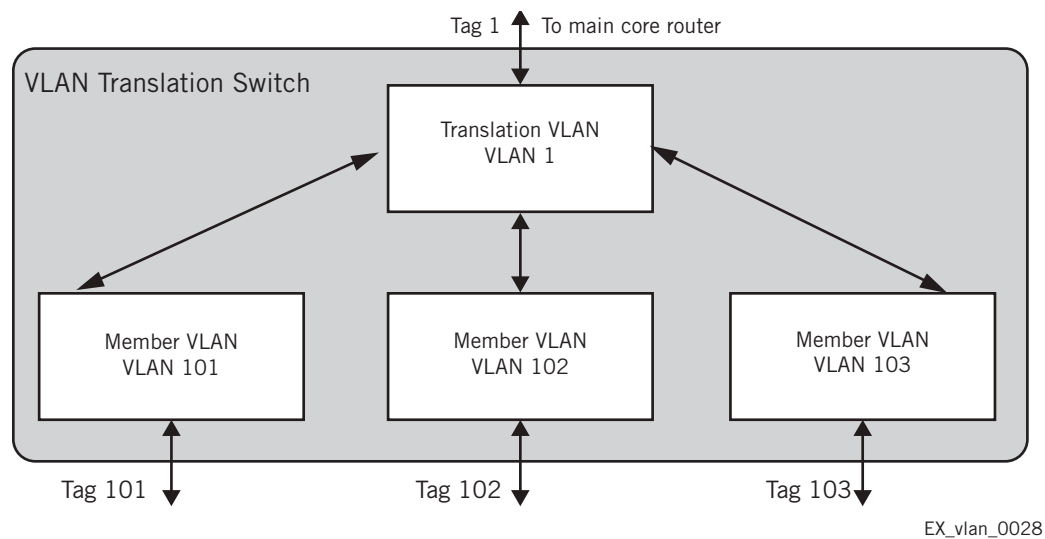 Tag 1 To main core router
VLAN Translation Switch
Translation VLAN
VLAN 1
Member VLAN
VLAN 101
Member VLAN
VLAN 102
Member VLAN
VLAN 103
Tag 101
Tag 102
Tag 103
EX_vlan_0028